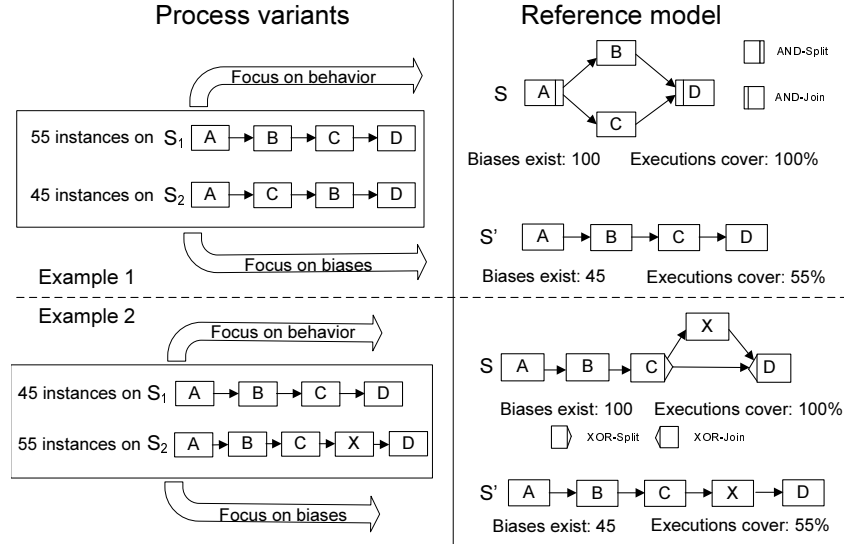 Process variants
Reference model
Focus on behavior
55 instances on S1 A B C D
45 instances on S2 A C B D
Focus on biases
Example 1
S A B C D
AND-Split
AND-Join
Biases exist: 100 Executions cover: 100%
S' A B C D
Biases exist: 45 Executions cover: 55%
Example 2
Focus on behavior
45 instances on S1 A B C D
55 instances on S2 A B C X D
Focus on biases
S A B C X D
Biases exist: 100 Executions cover: 100%
XOR-Split XOR-Join
S' A B C X D
Biases exist: 45 Executions cover: 55%